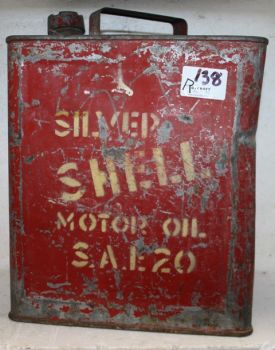 138
SILVER
SHELL
MOTOR OIL
S.A.E.20